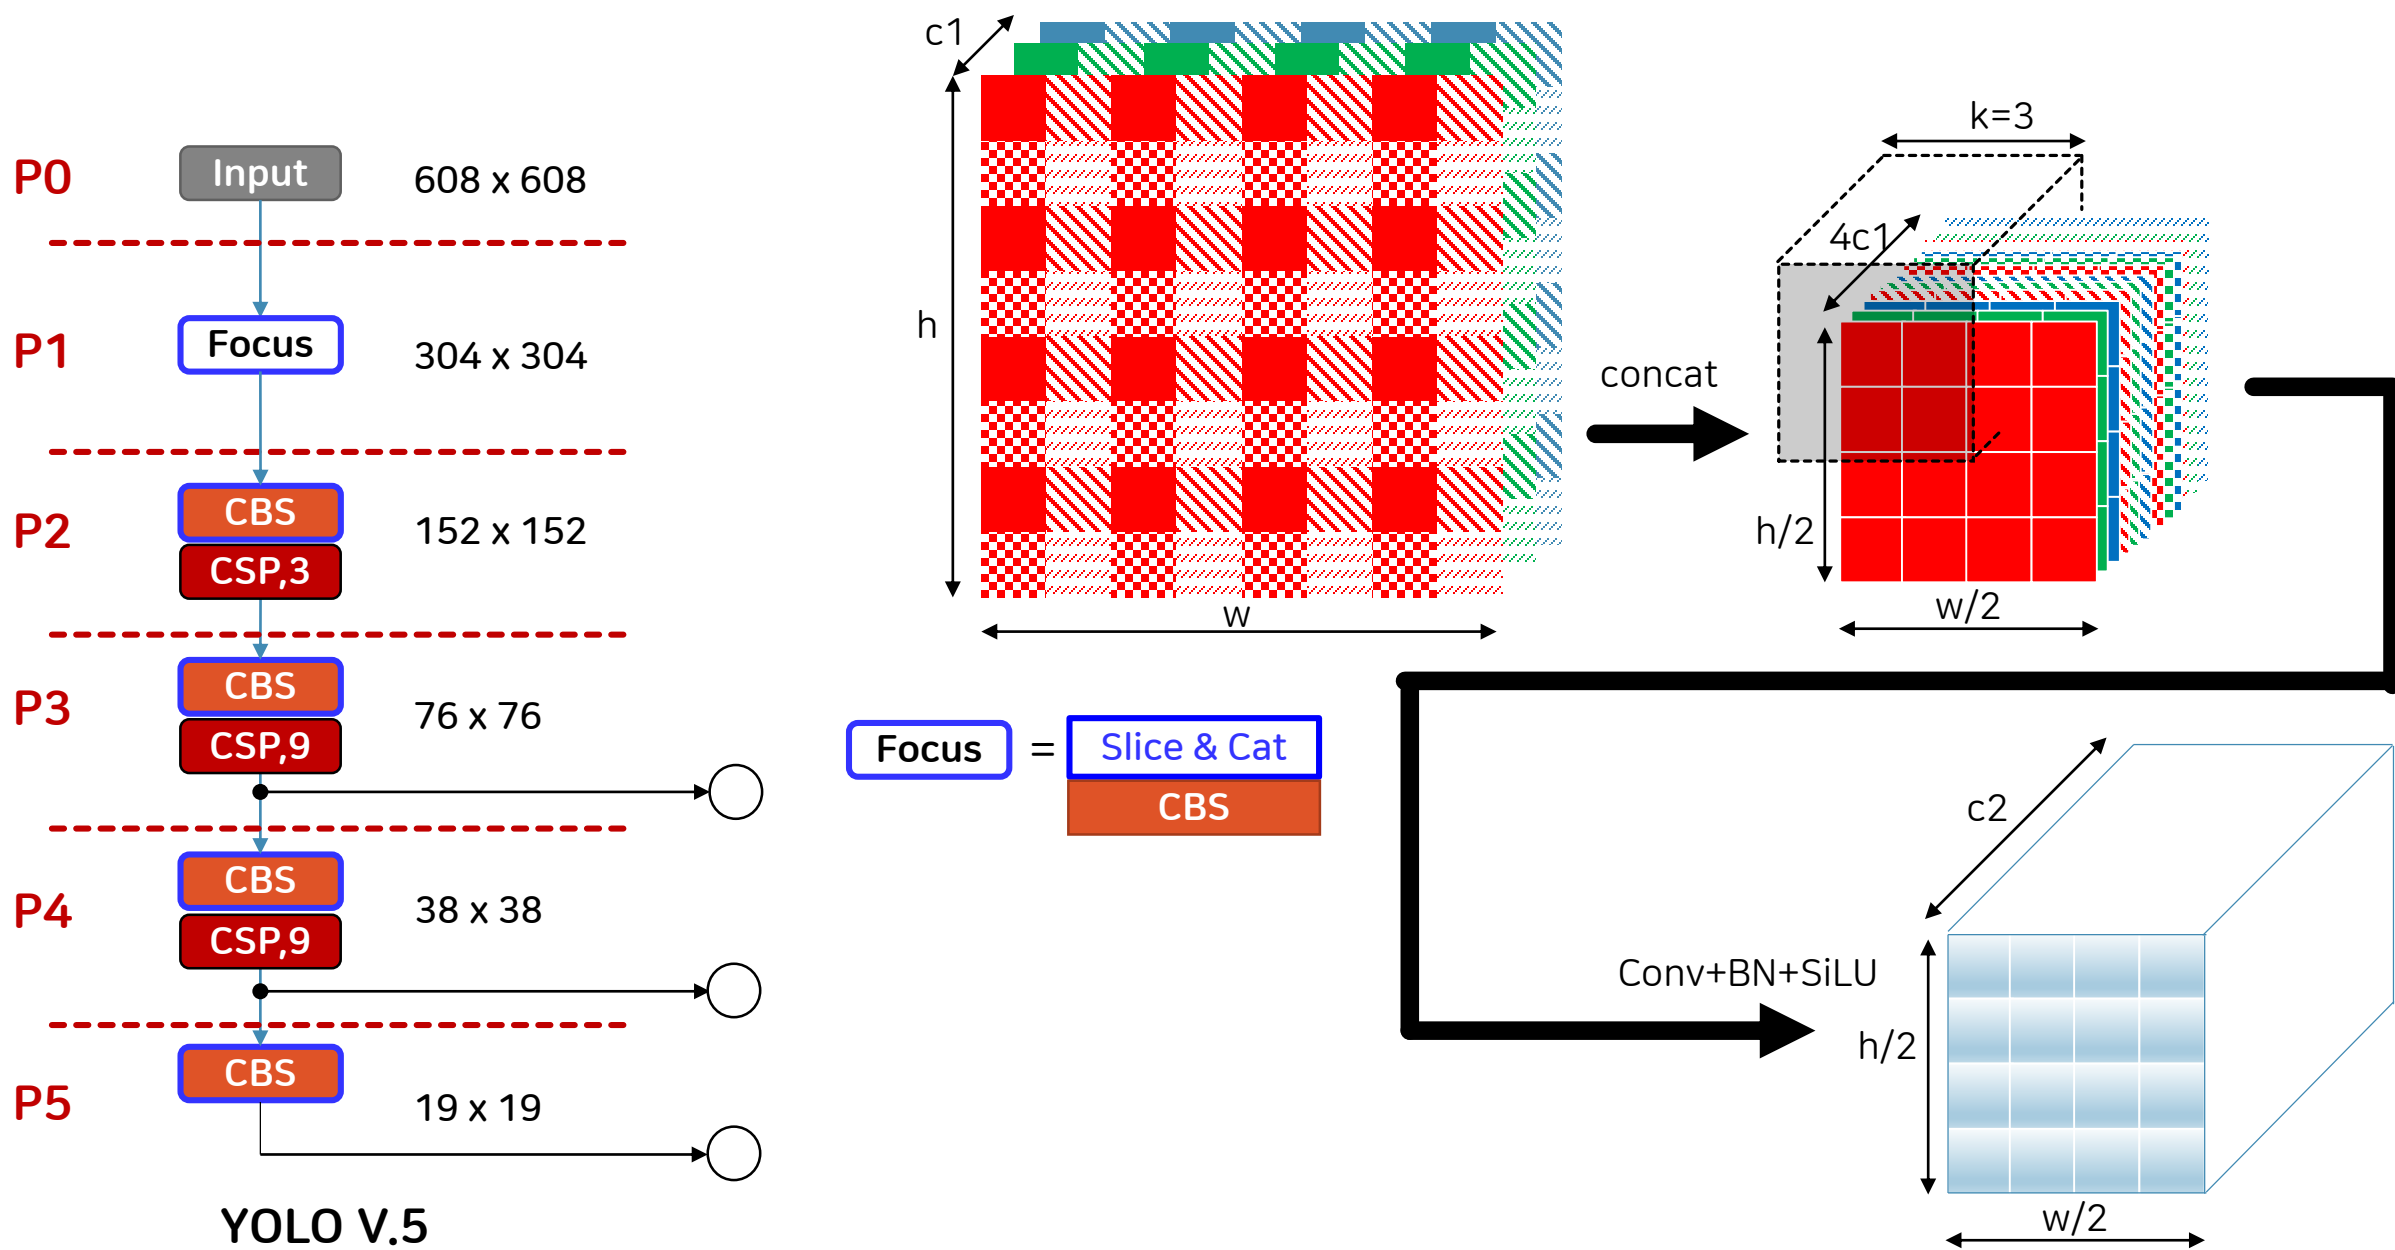 P0
Input
608 x 608
P1
Focus
304 x 304
P2
CBS
CSP,3
152 x 152
P3
CBS
CSP,9
76 x 76
P4
CBS
CSP,9
38 x 38
P5
CBS
19 x 19
YOLO V.5
c1
h
w
concat
k=3
4c1
h/2
w/2
Focus
=
Slice & Cat
CBS
Conv+BN+SiLU
c2
h/2
w/2